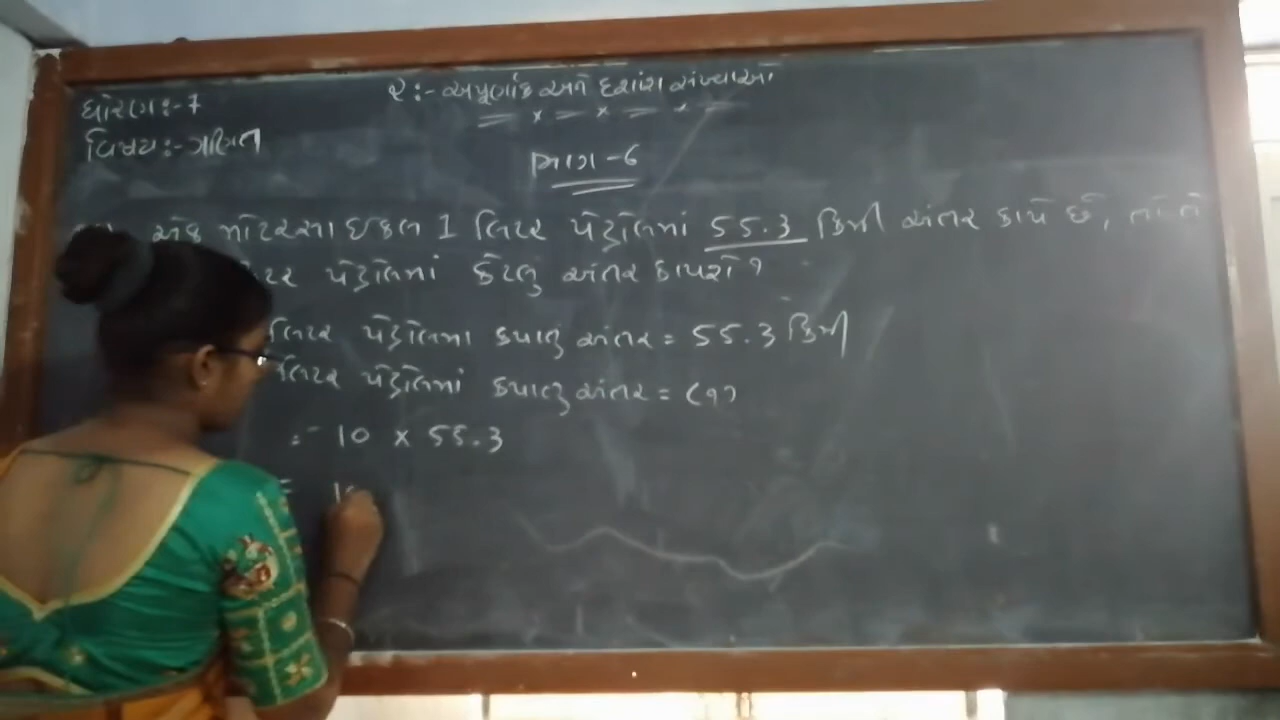 ધોરણ:-7
૨:- અપૂર્ણાંક અને દશાંશ સંખ્યાઓ
વિષય:- ગણિત
ભાગ-6
એક મોટરસાઇકલ 1 લિટર પેટ્રોલમાં 55.3 કિમી અંતર કાપે છે, તો તે
પેટ્રોલમાં કેટલું અંતર કાપશે?
લિટર પેટ્રોલમાં કપાતું અંતર = 55.3 કિમી
લિટર પેટ્રોલમાં કપાતું અંતર = (?)
= 10 x 55.3
=